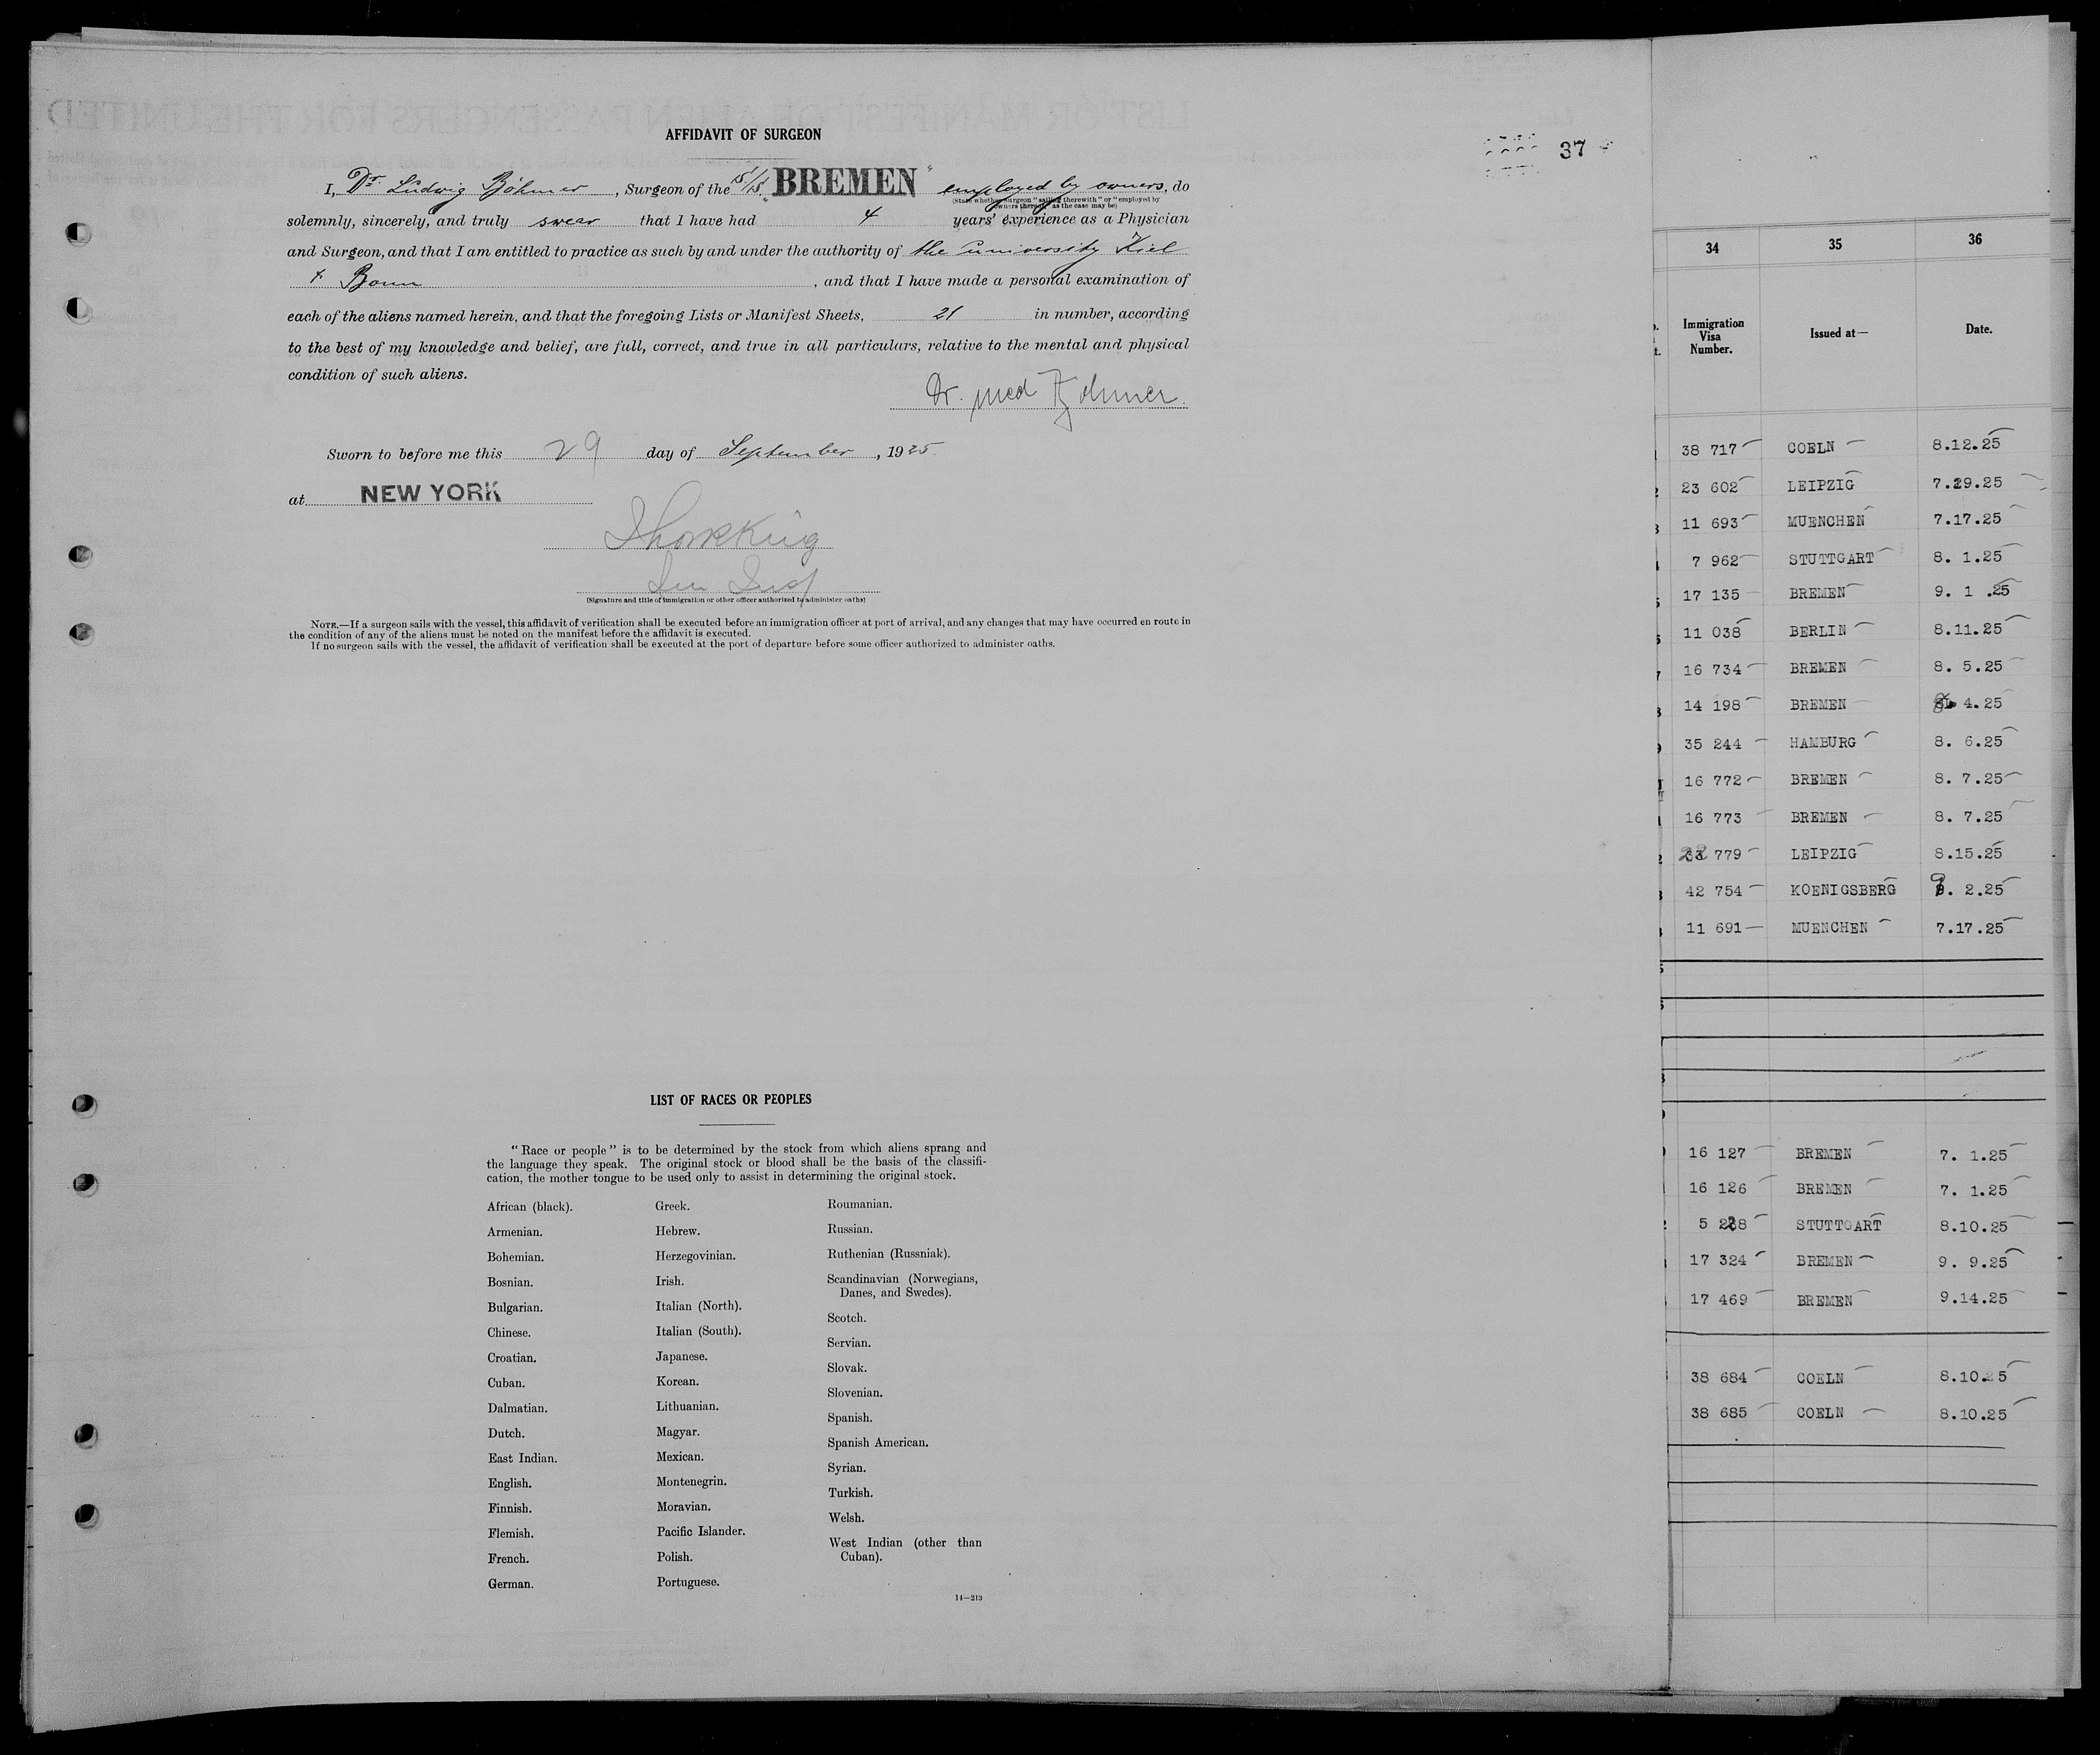 AFFIDAVIT OF SURGEON
37
I, Dr. Ludwig Böhmer, Surgeon of the S/S. "BREMEN" employed by owners, do
(State whether surgeon "sailing therewith" or "employed by
owners thereof," as the case may be)
solemnly, sincerely, and truly swear that I have had 4 years' experience as a Physician
and Surgeon, and that I am entitled to practice as such by and under the authority of the university Kiel
+ Bonn, and that I have made a personal examination of
each of the aliens named herein, and that the foregoing Lists or Manifest Sheets, 21 in number, according
to the best of my knowledge and belief, are full, correct, and true in all particulars, relative to the mental and physical
condition of such aliens.
Dr. med Böhmer.
Sworn to before me this 29 day of September, 1925.
at NEW YORK
(Signature and title of immigration or other officer authorized to administer oaths)
NOTE.—If a surgeon sails with the vessel, this affidavit of verification shall be executed before an immigration officer at port of arrival, and any changes that may have occurred en route in
the condition of any of the aliens must be noted on the manifest before the affidavit is executed.
If no surgeon sails with the vessel, the affidavit of verification shall be executed at the port of departure before some officer authorized to administer oaths.
LIST OF RACES OR PEOPLES
"Race or people" is to be determined by the stock from which aliens sprang and
the language they speak. The original stock or blood shall be the basis of the classifi-
cation, the mother tongue to be used only to assist in determining the original stock.
African (black).
Armenian.
Bohemian.
Bosnian.
Bulgarian.
Chinese.
Croatian.
Cuban.
Dalmatian.
Dutch.
East Indian.
English.
Finnish.
Flemish.
French.
German.
Greek.
Hebrew.
Herzegovinian.
Irish.
Italian (North).
Italian (South).
Japanese.
Korean.
Lithuanian.
Magyar.
Mexican.
Montenegrin.
Moravian.
Pacific Islander.
Polish.
Portuguese.
Roumanian.
Russian.
Ruthenian (Russniak).
Scandinavian (Norwegians,
Danes, and Swedes).
Scotch.
Servian.
Slovak.
Slovenian.
Spanish.
Spanish American.
Syrian.
Turkish.
Welsh.
West Indian (other than
Cuban).
14—213
34 35 36
Immigration Visa Number. Issued at— Date.
38 717 COELN 8.12.25
23 602 LEIPZIG 7.29.25
11 693 MUENCHEN 7.17.25
7 962 STUTTGART 8. 1.25
17 135 BREMEN 9. 1 .25
11 038 BERLIN 8.11.25
16 734 BREMEN 8. 5.25
14 198 BREMEN 4.25
35 244 HAMBURG 8. 6.25
16 772 BREMEN 8. 7.25
16 773 BREMEN 8. 7.25
779 LEIPZIG 8.15.25
42 754 KOENIGSBERG 9. 2.25
11 691 MUENCHEN 7.17.25
16 127 BREMEN 7. 1.25
16 126 BREMEN 7. 1.25
5 STUTTGART 8.10.25
17 324 BREMEN 9. 9.25
17 469 BREMEN 9.14.25
38 684 COELN 8.10.25
38 685 COELN 8.10.25